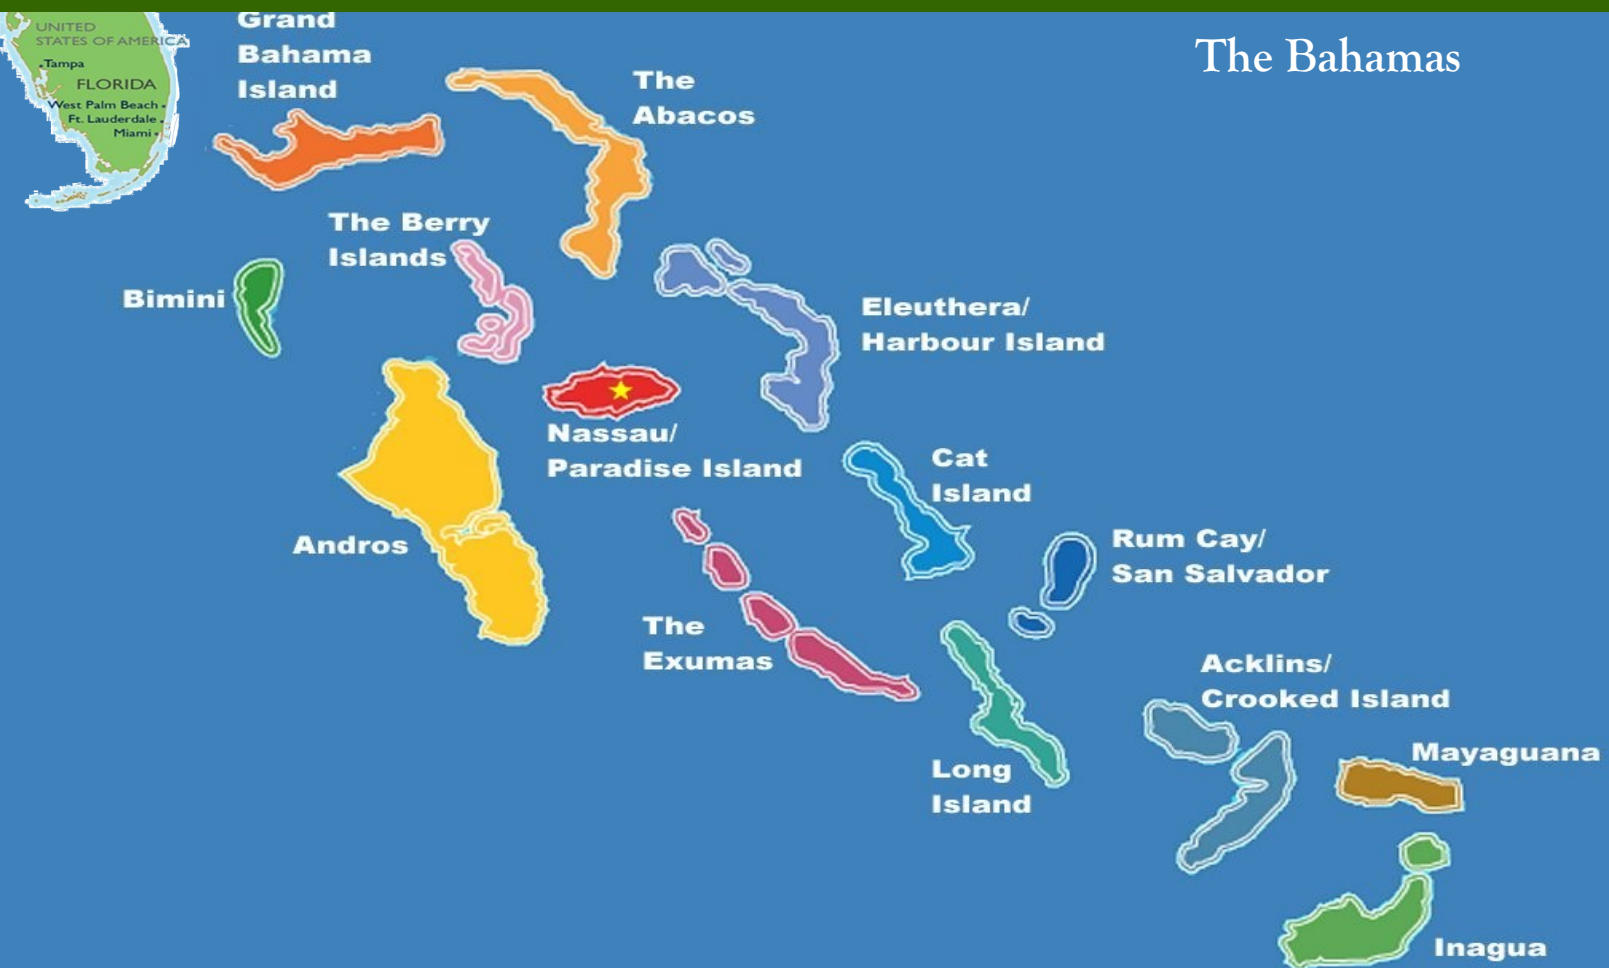 UNITED
STATES OF AMERICA
Tampa
FLORIDA
West Palm Beach
Ft. Lauderdale
Miami
Grand
Bahama
Island
The
Abacos
The Bahamas
The Berry
Islands
Bimini
Eleuthera/
Harbour Island
Nassau/
Paradise Island
Cat
Island
Andros
Rum Cay/
San Salvador
The
Exumas
Acklins/
Crooked Island
Long
Island
Mayaguana
Inagua